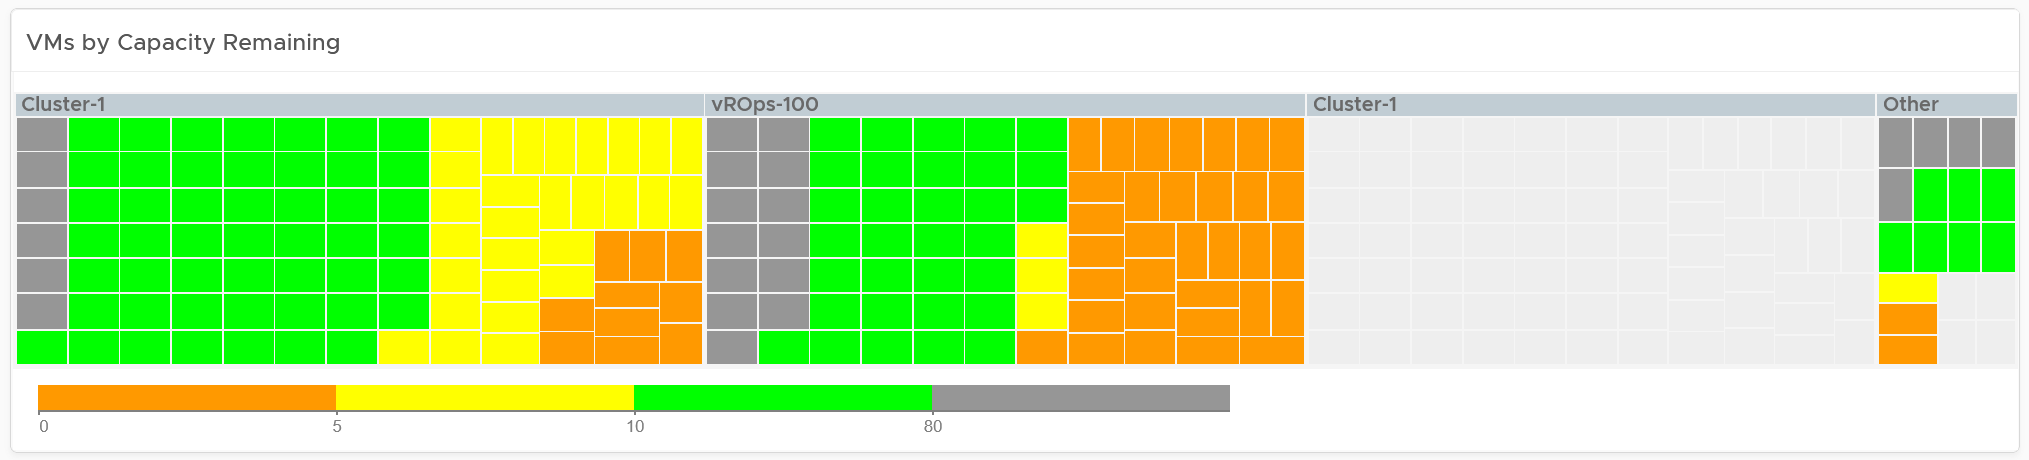 VMs by Capacity Remaining
Cluster-1 vROps-100 Cluster-1 Other
0 5 10 80